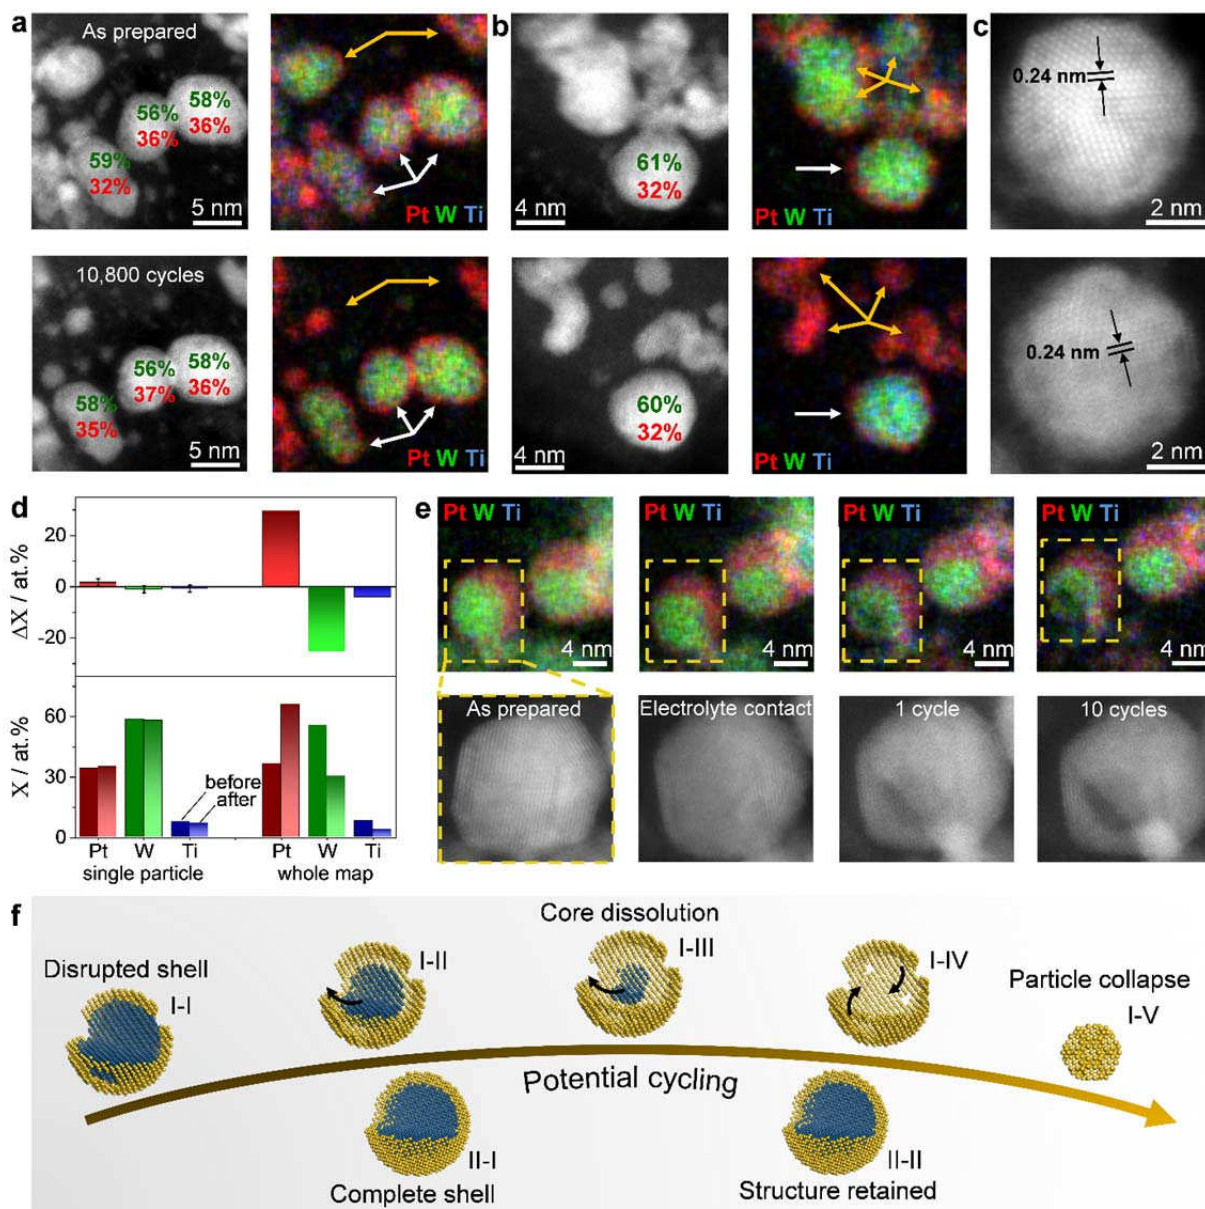 a
As prepared
56%
36%
58%
36%
59%
32%
5 nm
Pt W Ti
b
61%
32%
4 nm
Pt W Ti
c
0.24 nm
2 nm
10,800 cycles
56%
37%
58%
36%
58%
35%
5 nm
Pt W Ti
60%
32%
4 nm
Pt W Ti
0.24 nm
2 nm
d
ΔX / at.%
20
0
-20
X / at.%
60
30
0
before
after
Pt W Ti Pt W Ti
single particle whole map
e
Pt W Ti
4 nm
Pt W Ti
4 nm
Pt W Ti
4 nm
Pt W Ti
4 nm
As prepared
Electrolyte contact
1 cycle
10 cycles
f
Disrupted shell
I-I
I-II
Core dissolution
I-III
I-IV
Particle collapse
I-V
Potential cycling
II-I
Complete shell
II-II
Structure retained